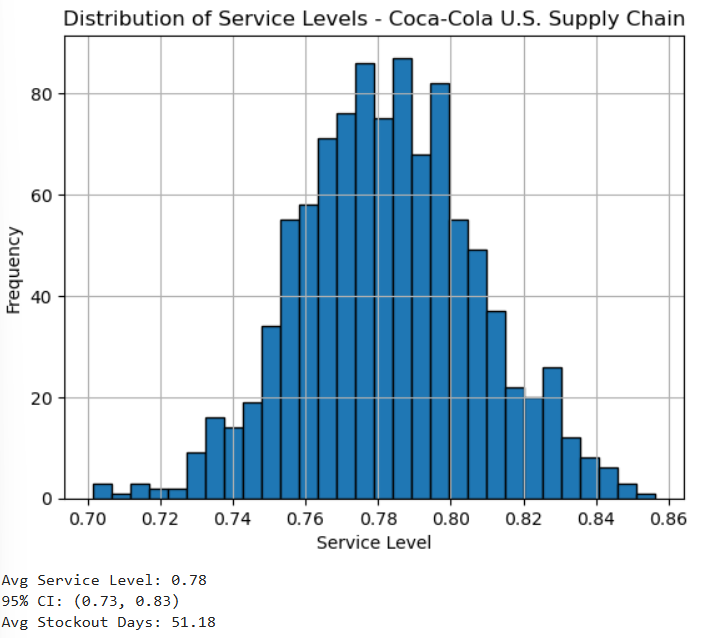 Distribution of Service Levels - Coca-Cola U.S. Supply Chain
80
60
40
20
0
Frequency
0.70 0.72 0.74 0.76 0.78 0.80 0.82 0.84 0.86
Service Level
Avg Service Level: 0.78
95% CI: (0.73, 0.83)
Avg Stockout Days: 51.18